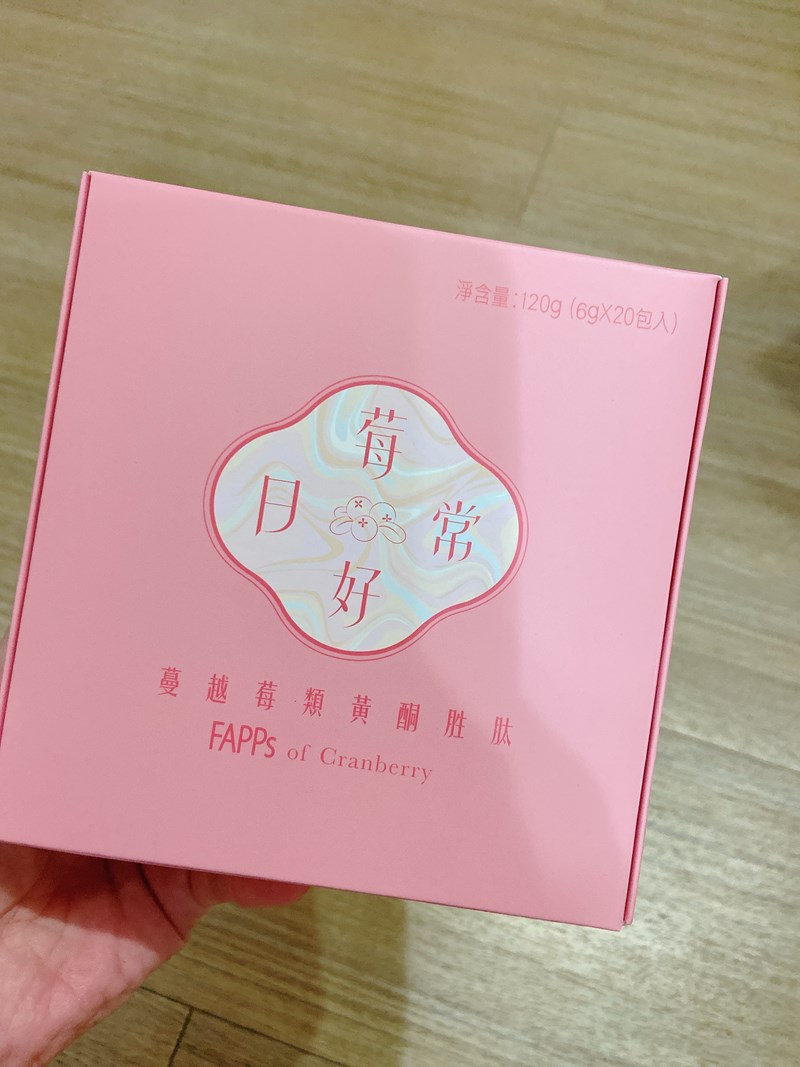 淨含量:120g (6gX20包入)
莓
日 常
好
蔓越莓·類黃酮胜肽
FAPPs of Cranberry